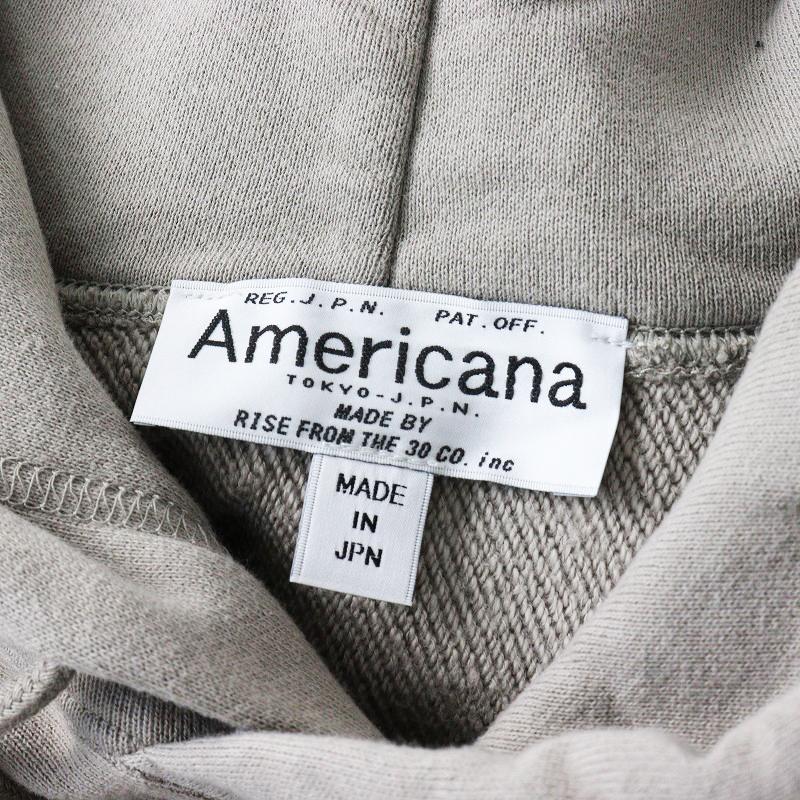 REG.J.P.N. PAT.OFF.
Americana
TOKYO-J.P.N.
MADE BY
RISE FROM THE 30 CO. inc
MADE
IN
JPN